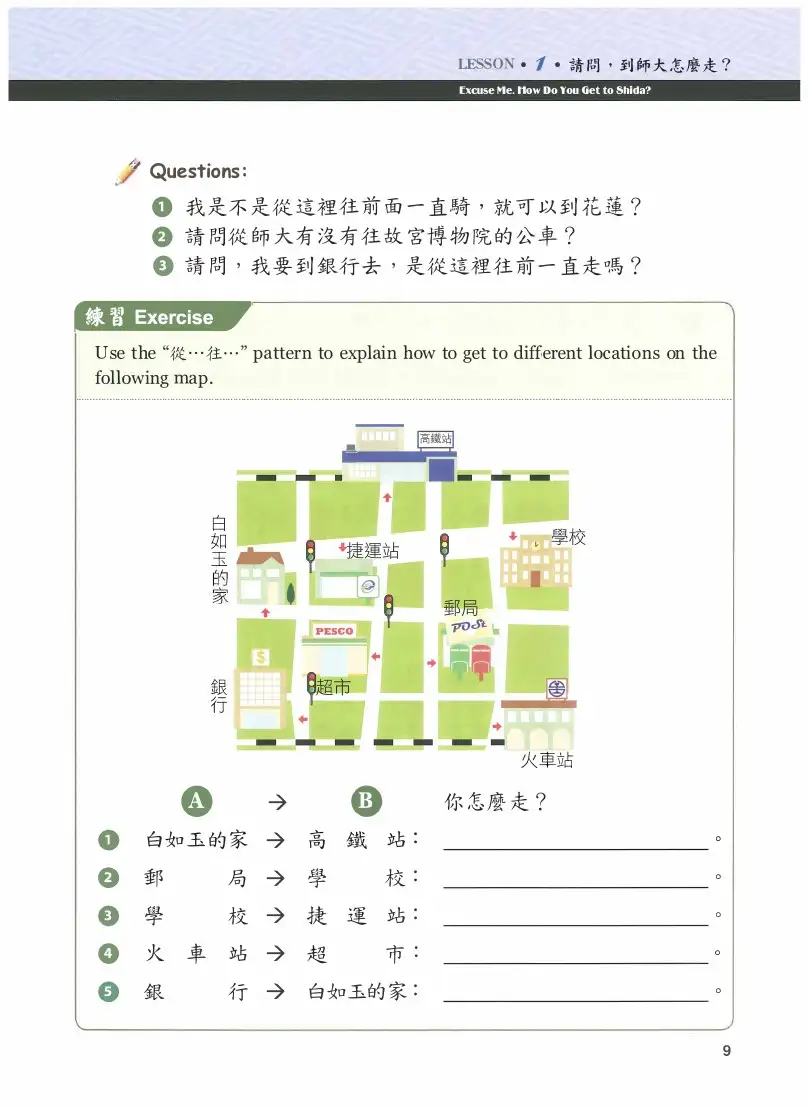 LESSON • 1 • 請問，到師大怎麼走？
Excuse Me. How Do You Get to Shida?
Questions:
1 我是不是從這裡往前面一直騎，就可以到花蓮？
2 請問從師大有沒有往故宮博物院的公車？
3 請問，我要到銀行去，是從這裡往前一直走嗎？
練習 Exercise
Use the “從…往…” pattern to explain how to get to different locations on the
following map.
高鐵站
白如玉的家
捷運站
學校
郵局
POSt
PESCO
$
銀行
超市
火車站
A → B 你怎麼走？
1 白如玉的家 → 高鐵站：＿＿＿＿＿＿＿＿。
2 郵局 → 學校：＿＿＿＿＿＿＿＿。
3 學校 → 捷運站：＿＿＿＿＿＿＿＿。
4 火車站 → 超市：＿＿＿＿＿＿＿＿。
5 銀行 → 白如玉的家：＿＿＿＿＿＿＿＿。
9